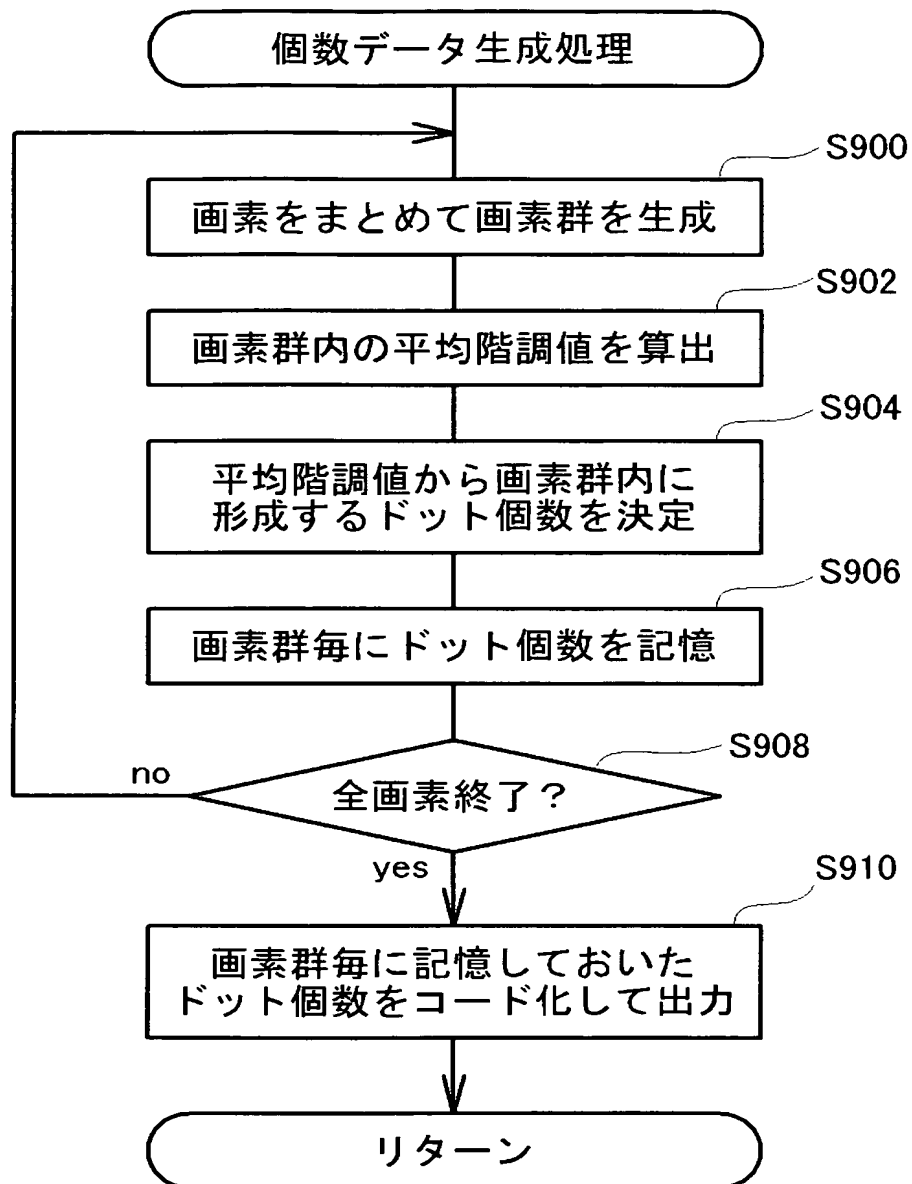 個数データ生成処理
S900
画素をまとめて画素群を生成
S902
画素群内の平均階調値を算出
S904
平均階調値から画素群内に
形成するドット個数を決定
S906
画素群毎にドット個数を記憶
S908
no
全画素終了？
yes
S910
画素群毎に記憶しておいた
ドット個数をコード化して出力
リターン